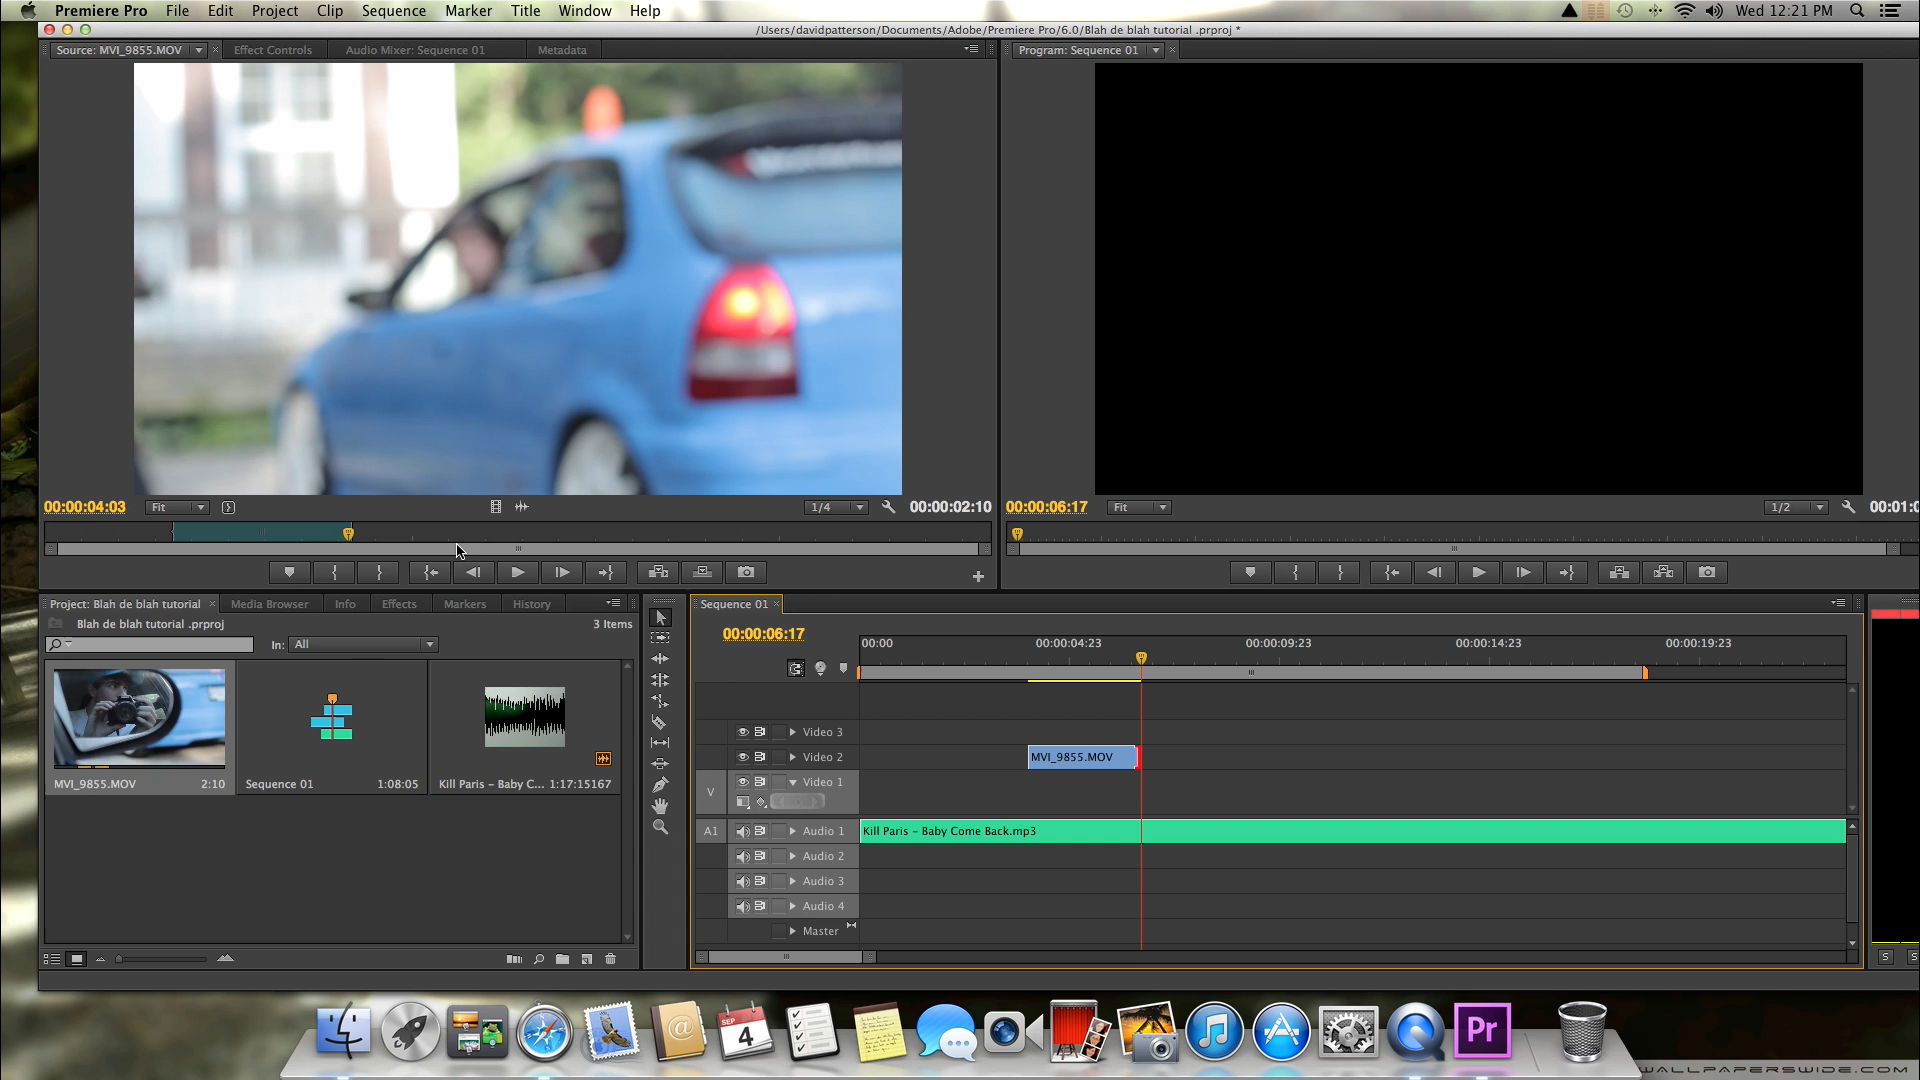 Premiere Pro File Edit Project Clip Sequence Marker Title Window Help Wed 12:21 PM
/Users/davidpatterson/Documents/Adobe/Premiere Pro/6.0/Blah de blah tutorial .prproj *
Source: MVI_9855.MOV Effect Controls Audio Mixer: Sequence 01 Metadata Program: Sequence 01
00:00:04:03 Fit 1/4 00:00:02:10 00:00:06:17 Fit 1/2 00:01:0
Project: Blah de blah tutorial Media Browser Info Effects Markers History Sequence 01
Blah de blah tutorial .prproj 3 Items
00:00:06:17
In: All
00:00 00:00:04:23 00:00:09:23 00:00:14:23 00:00:19:23
Video 3
Video 2 MVI_9855.MOV
V Video 1
MVI_9855.MOV 2:10 Sequence 01 1:08:05 Kill Paris - Baby C... 1:17:15167
A1 Audio 1 Kill Paris - Baby Come Back.mp3
Audio 2
Audio 3
Audio 4
Master
S S
SEP
4
Pr
WALLPAPERSWIDE.COM